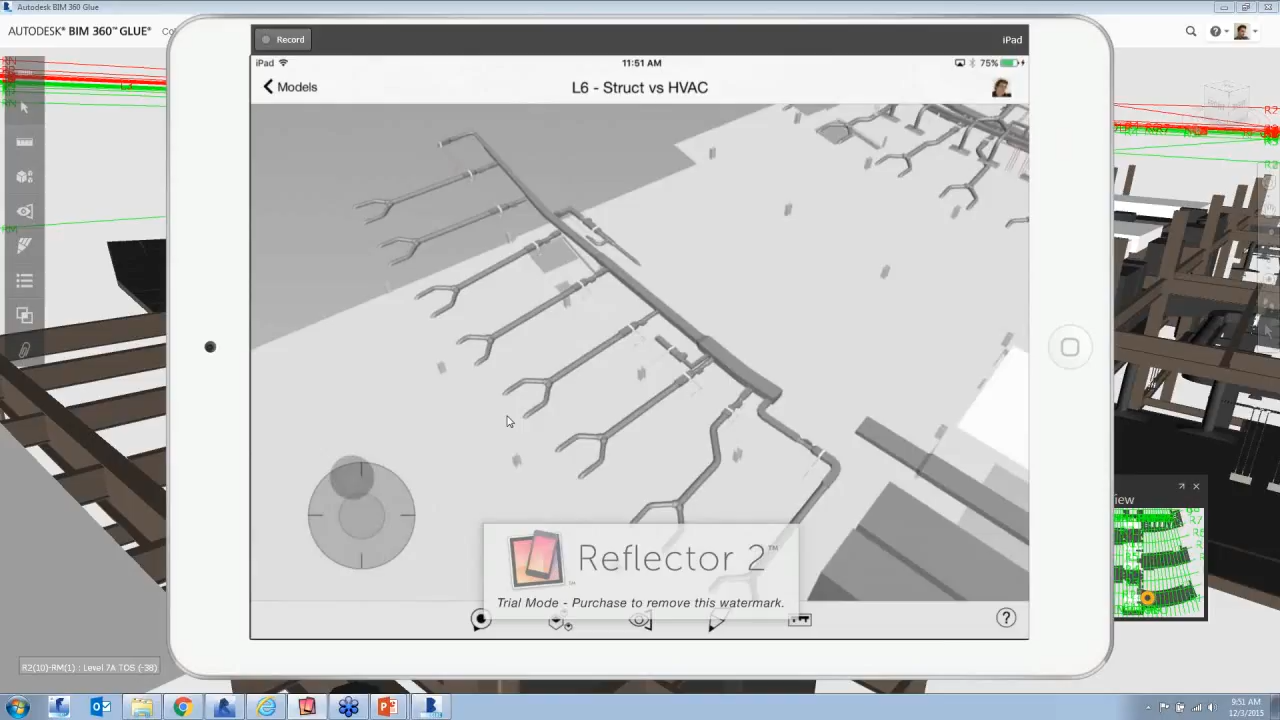 Autodesk BIM 360 Glue
AUTODESK® BIM 360™ GLUE®
Record
iPad
iPad
11:51 AM
75%
Models
L6 - Struct vs HVAC
Reflector 2™
Trial Mode - Purchase to remove this watermark.
?
iew
R2(10)-RM(1) : Level 7A TOS (-38)
9:51 AM
12/3/2015